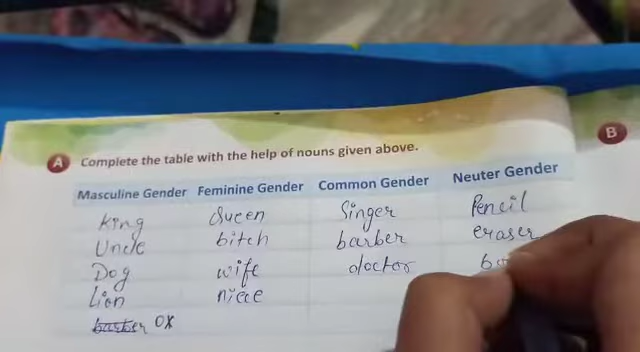 A Complete the table with the help of nouns given above.
B
Masculine Gender Feminine Gender Common Gender Neuter Gender
King Queen Singer Pencil
Uncle bitch barber eraser
Dog wife doctor
Lion niece
barber ox